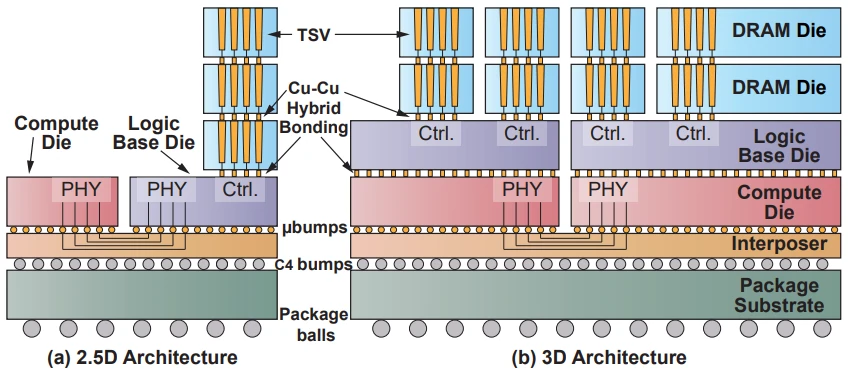 TSV
DRAM Die
DRAM Die
Cu-Cu
Hybrid
Bonding
Compute
Die
Logic
Base Die
Ctrl.
Ctrl.
Ctrl.
Ctrl.
Logic
Base Die
PHY
PHY
Ctrl.
PHY
PHY
Compute
Die
μbumps
Interposer
C4 bumps
Package
Substrate
Package
balls
(a) 2.5D Architecture
(b) 3D Architecture